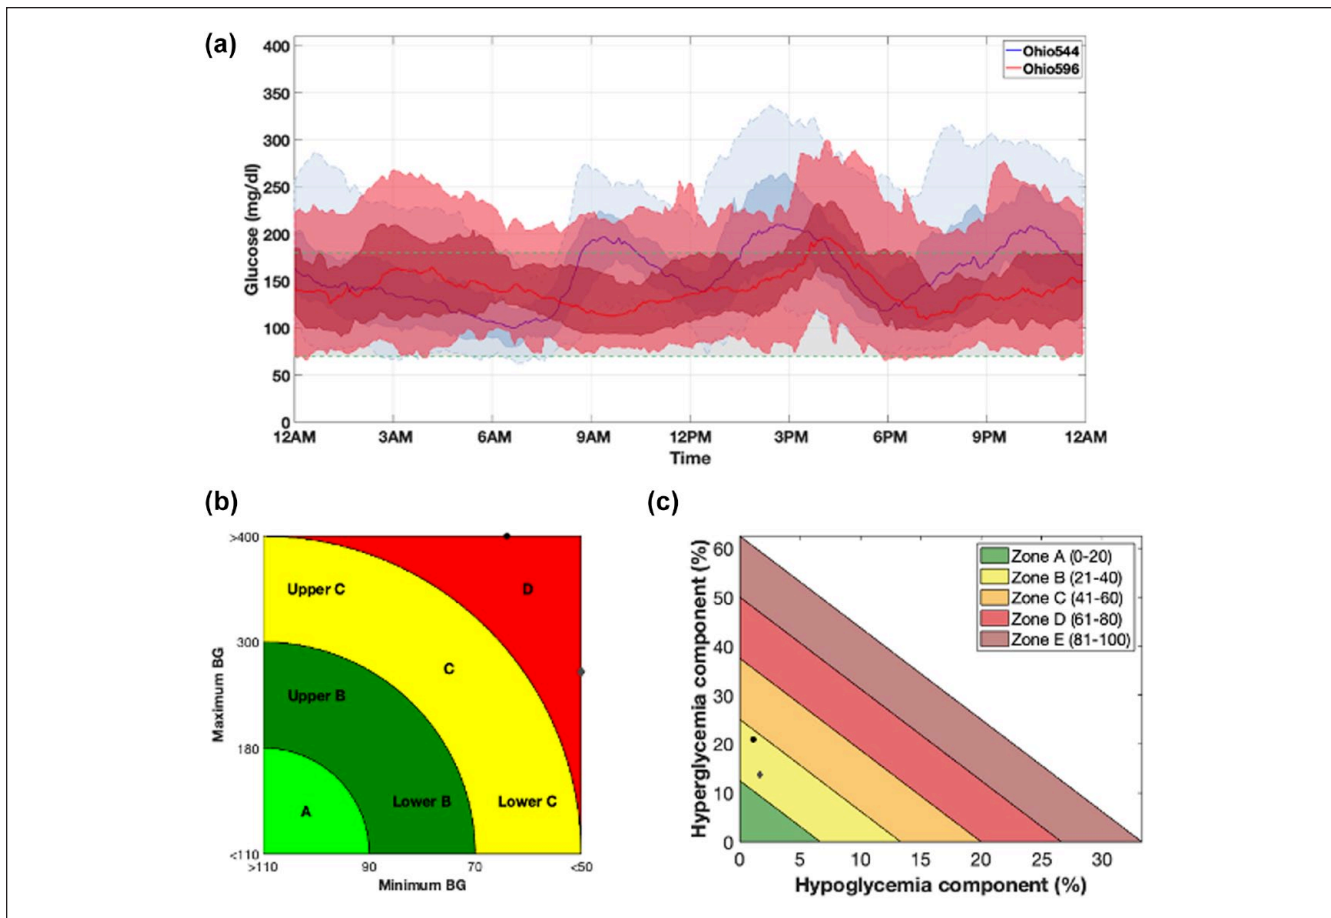 (a)
400
350
300
250
200
150
100
50
0
Glucose (mg/dl)
Ohio544
Ohio596
12AM 3AM 6AM 9AM 12PM 3PM 6PM 9PM 12AM
Time
(b)
>400
300
180
<110
Maximum BG
Upper C
D
C
Upper B
Lower B
Lower C
A
>110 90 70 <50
Minimum BG
(c)
60
50
40
30
20
10
0
Hyperglycemia component (%)
Zone A (0-20)
Zone B (21-40)
Zone C (41-60)
Zone D (61-80)
Zone E (81-100)
0 5 10 15 20 25 30
Hypoglycemia component (%)